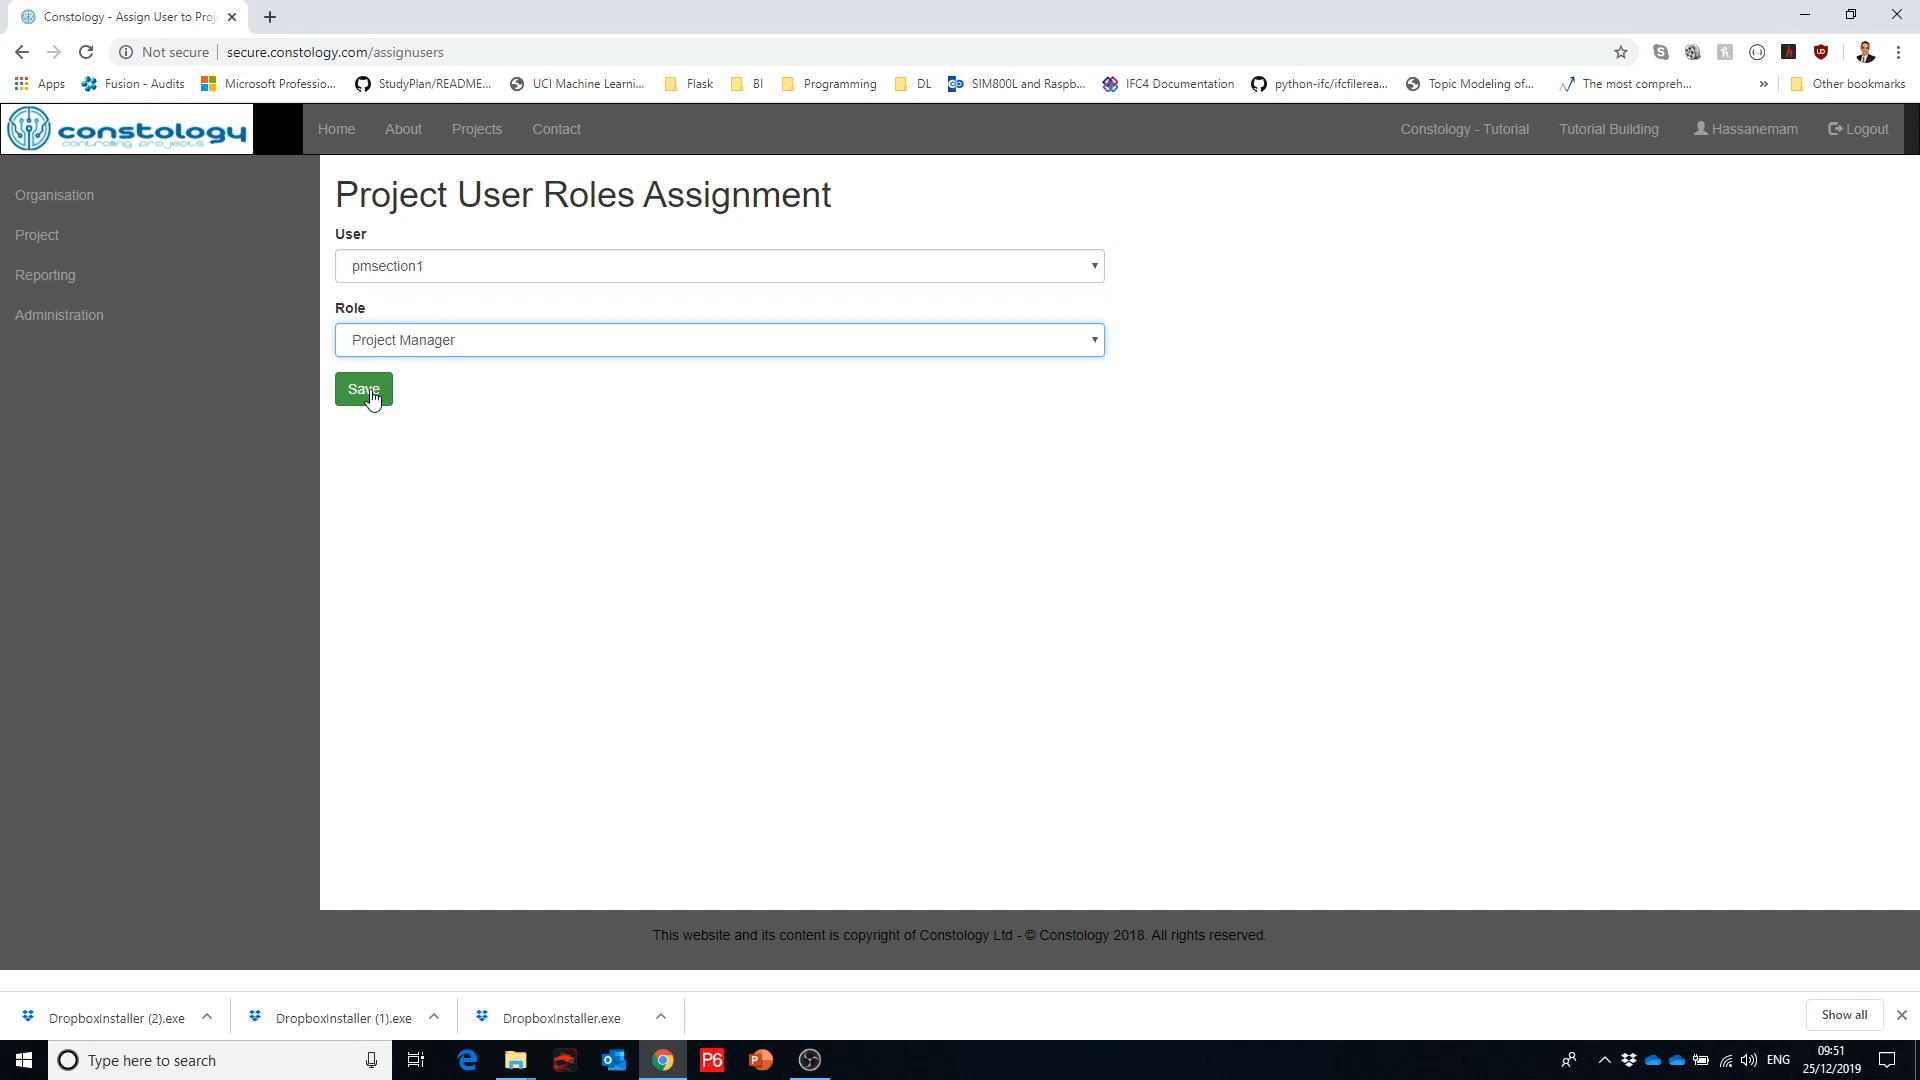 Constology - Assign User to Proj
Not secure
secure.constology.com/assignusers
Apps
Fusion - Audits
Microsoft Professio...
StudyPlan/README...
UCI Machine Learni...
Flask
BI
Programming
DL
SIM800L and Raspb...
IFC4 Documentation
python-ifc/ifcfilerea...
Topic Modeling of...
The most compreh...
»
Other bookmarks
constology
controlling projects
Home
About
Projects
Contact
Constology - Tutorial
Tutorial Building
Hassanemam
Logout
Organisation
Project
Reporting
Administration
Project User Roles Assignment
User
pmsection1
Role
Project Manager
Save
This website and its content is copyright of Constology Ltd - © Constology 2018. All rights reserved.
DropboxInstaller (2).exe
DropboxInstaller (1).exe
DropboxInstaller.exe
Show all
Type here to search
P6
ENG
09:51
25/12/2019